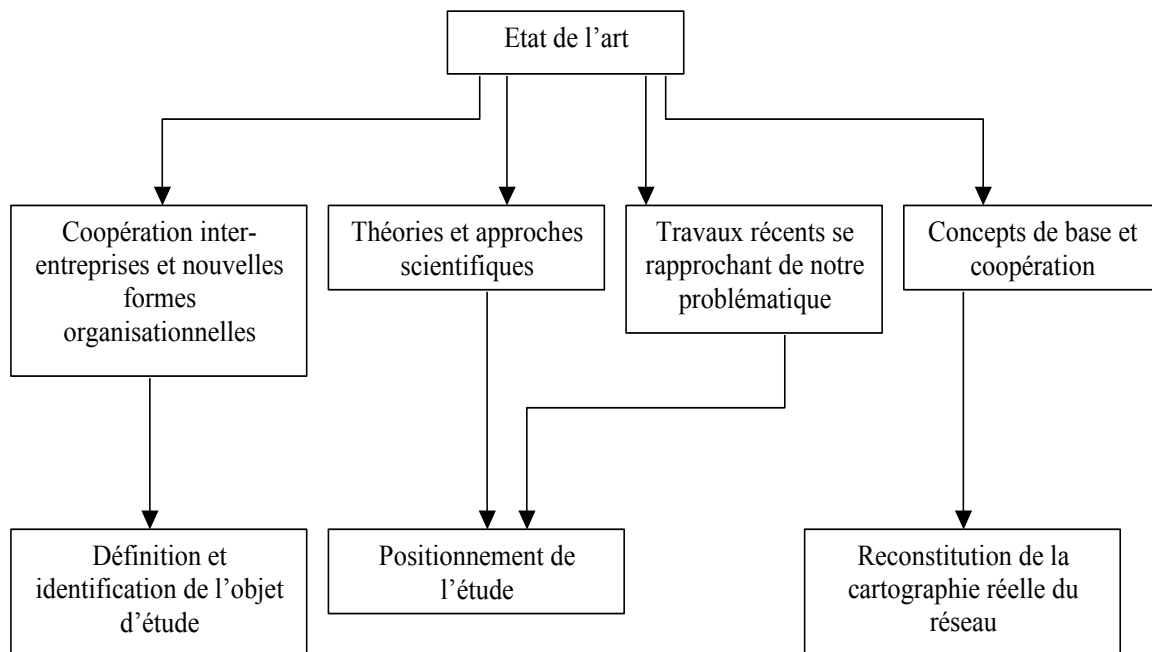 Etat de l’art
Coopération inter-
entreprises et nouvelles
formes
organisationnelles
Théories et approches
scientifiques
Travaux récents se
rapprochant de notre
problématique
Concepts de base et
coopération
Définition et
identification de l’objet
d’étude
Positionnement de
l’étude
Reconstitution de la
cartographie réelle du
réseau